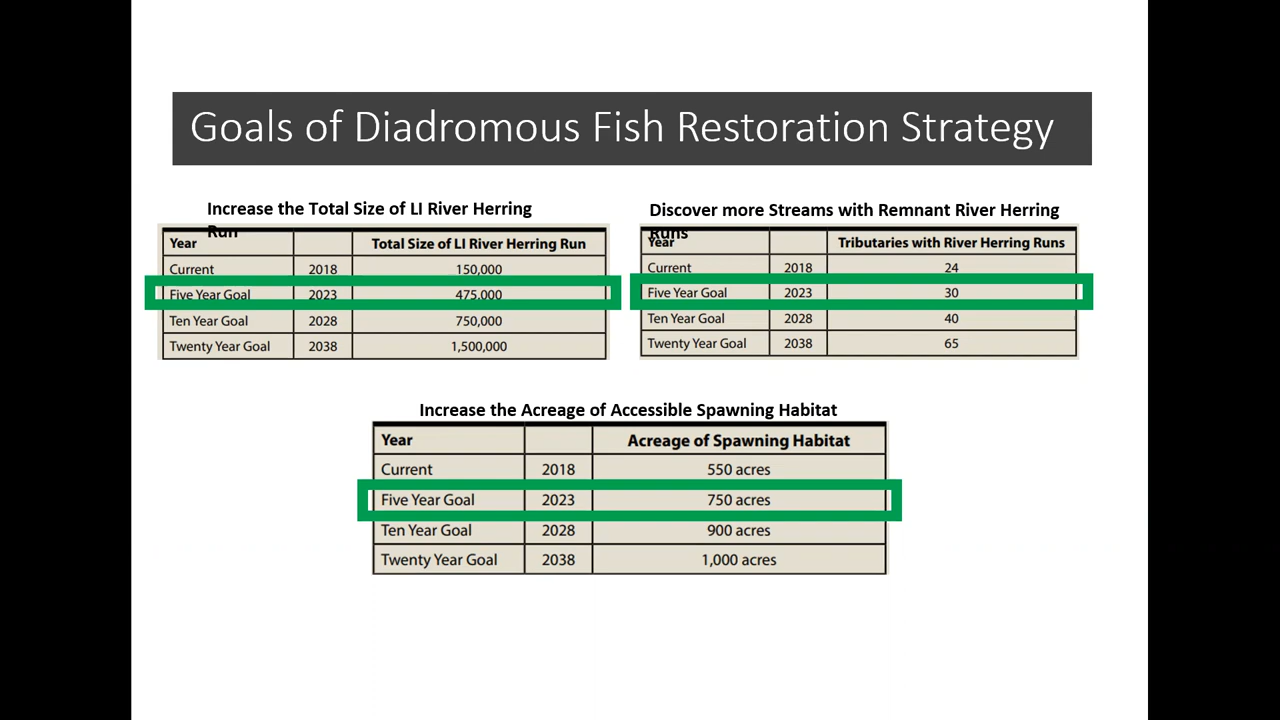 Goals of Diadromous Fish Restoration Strategy
Increase the Total Size of LI River Herring
Run
Year Total Size of LI River Herring Run
Current 2018 150,000
Five Year Goal 2023 475,000
Ten Year Goal 2028 750,000
Twenty Year Goal 2038 1,500,000
Discover more Streams with Remnant River Herring
Runs
Year Tributaries with River Herring Runs
Current 2018 24
Five Year Goal 2023 30
Ten Year Goal 2028 40
Twenty Year Goal 2038 65
Increase the Acreage of Accessible Spawning Habitat
Year Acreage of Spawning Habitat
Current 2018 550 acres
Five Year Goal 2023 750 acres
Ten Year Goal 2028 900 acres
Twenty Year Goal 2038 1,000 acres